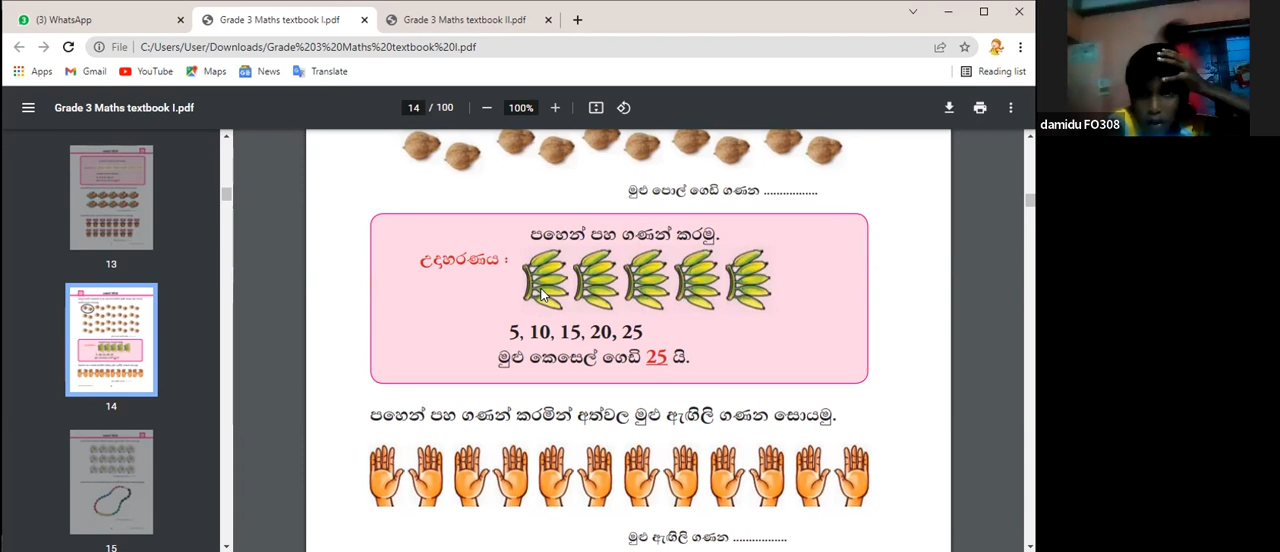 (3) WhatsApp
Grade 3 Maths textbook I.pdf
Grade 3 Maths textbook II.pdf
File
C:/Users/User/Downloads/Grade%203%20Maths%20textbook%20I.pdf
Apps
Gmail
YouTube
Maps
News
Translate
Reading list
Grade 3 Maths textbook I.pdf
14 / 100
100%
damidu FO308
13
14
15
මුළු පොල් ගෙඩි ගණන .................
පහෙන් පහ ගණන් කරමු.
උදාහරණය :
5, 10, 15, 20, 25
මුළු කෙසෙල් ගෙඩි 25 යි.
පහෙන් පහ ගණන් කරමින් අත්වල මුළු ඇඟිලි ගණන සොයමු.
මුළු ඇඟිලි ගණන .................